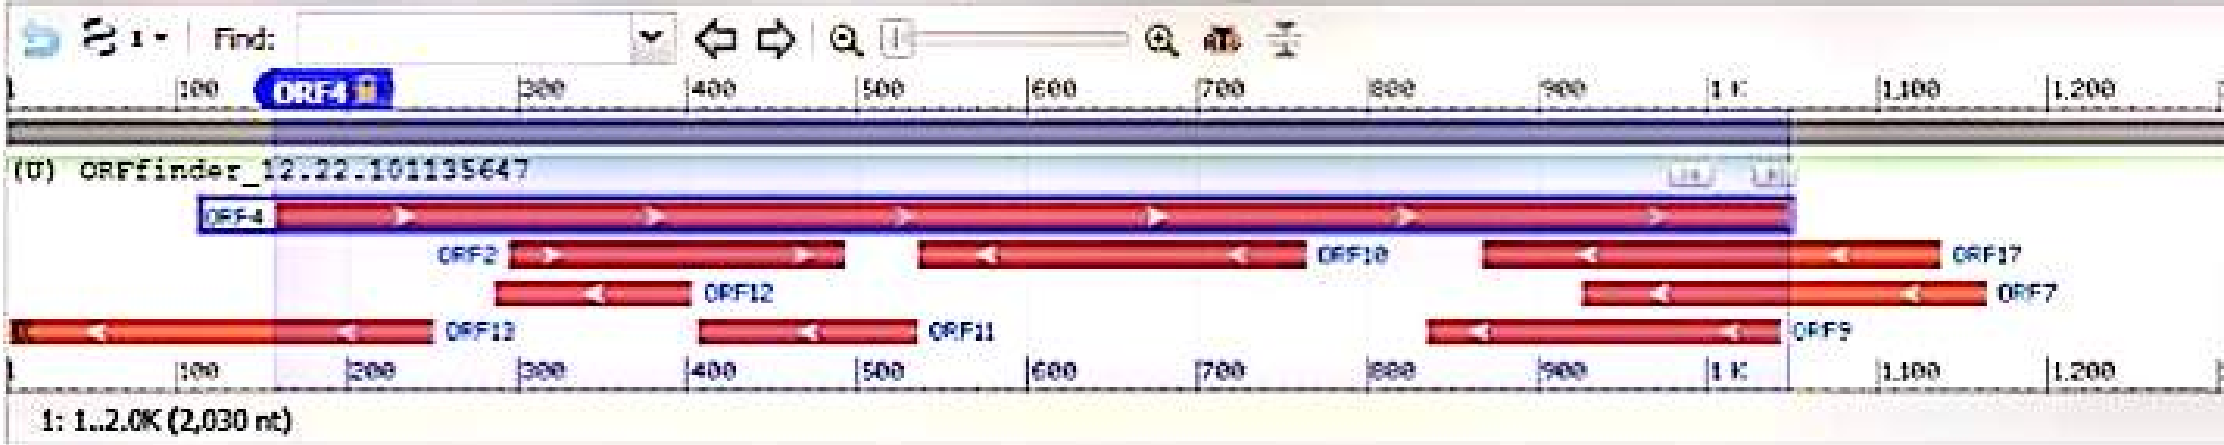 1 Find:
1 100 ORF4 300 400 500 600 700 800 900 1 K 1,100 1,200
(U) ORFfinder_12.22.101135647
ORF4
ORF2 ORF10 ORF17
ORF12 ORF7
ORF13 ORF11 ORF9
1 100 200 300 400 500 600 700 800 900 1 K 1,100 1,200
1: 1..2.0K (2,030 nt)